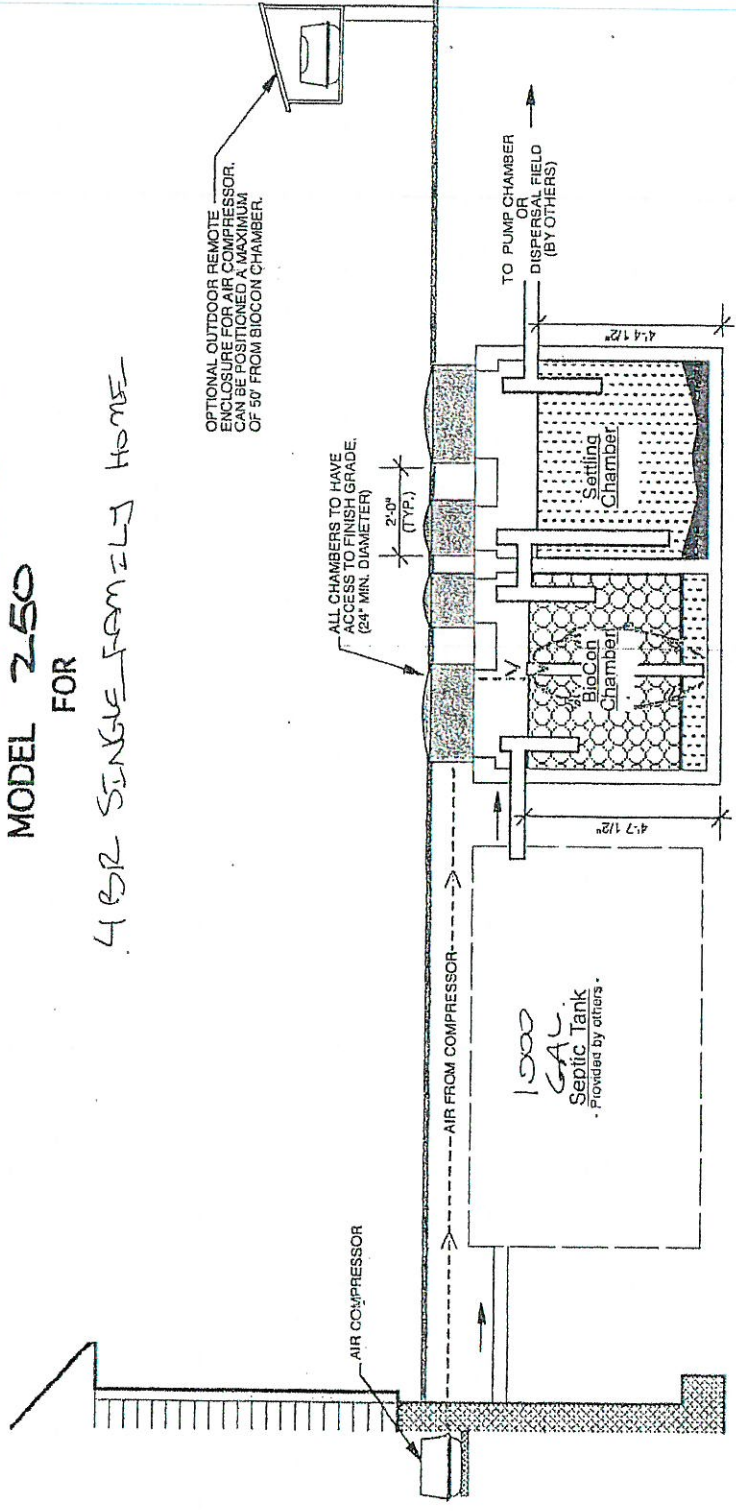 MODEL 250
FOR
4 BR SINGLE FAMILY HOME
OPTIONAL OUTDOOR REMOTE
ENCLOSURE FOR AIR COMPRESSOR.
CAN BE POSITIONED A MAXIMUM
OF 50' FROM BIOCON CHAMBER.
ALL CHAMBERS TO HAVE
ACCESS TO FINISH GRADE.
(24" MIN. DIAMETER)
2'-0"
(TYP.)
AIR COMPRESSOR
AIR FROM COMPRESSOR
TO PUMP CHAMBER
OR
DISPERSAL FIELD
(BY OTHERS)
1000
GAL.
Septic Tank
- Provided by others -
4'-7 1/2"
BioCon
Chamber
Settling
Chamber
4'-4 1/2"